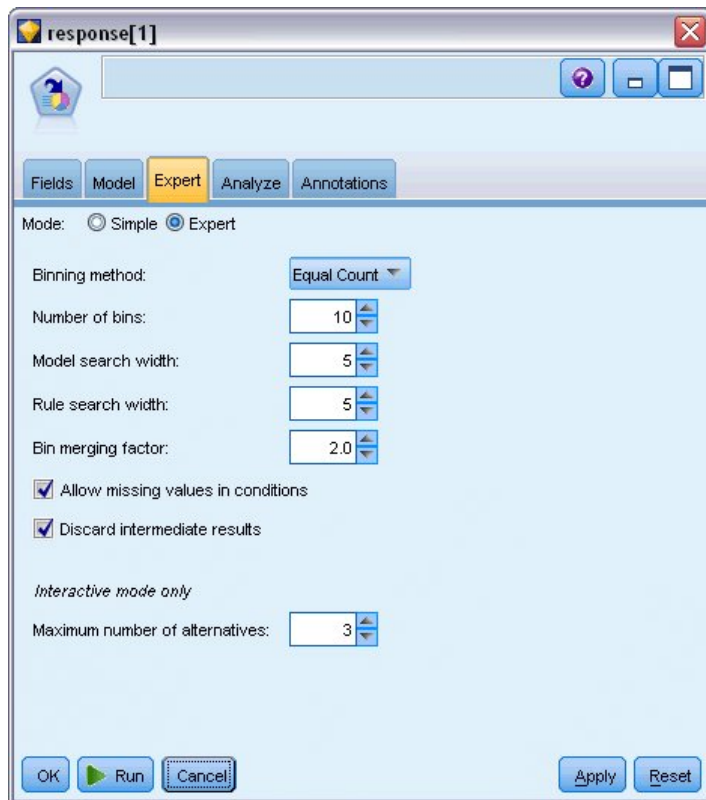 response[1]
Fields Model Expert Analyze Annotations
Mode: Simple Expert
Binning method: Equal Count
Number of bins: 10
Model search width: 5
Rule search width: 5
Bin merging factor: 2.0
Allow missing values in conditions
Discard intermediate results
Interactive mode only
Maximum number of alternatives: 3
OK Run Cancel Apply Reset